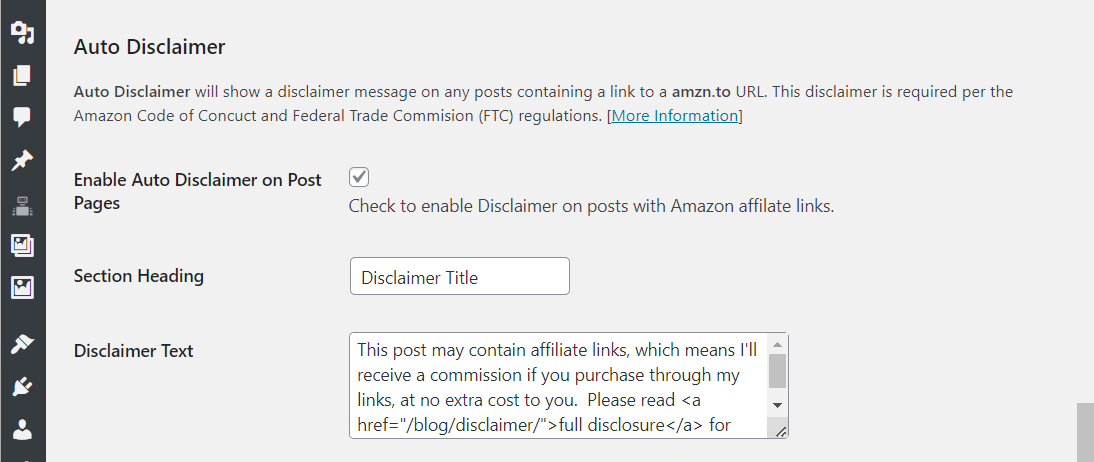 Auto Disclaimer
Auto Disclaimer will show a disclaimer message on any posts containing a link to a amzn.to URL. This disclaimer is required per the
Amazon Code of Concuct and Federal Trade Commision (FTC) regulations. [More Information]
Enable Auto Disclaimer on Post
Pages
Check to enable Disclaimer on posts with Amazon affilate links.
Section Heading
Disclaimer Title
Disclaimer Text
This post may contain affiliate links, which means I'll
receive a commission if you purchase through my
links, at no extra cost to you.  Please read <a
href="/blog/disclaimer/">full disclosure</a> for